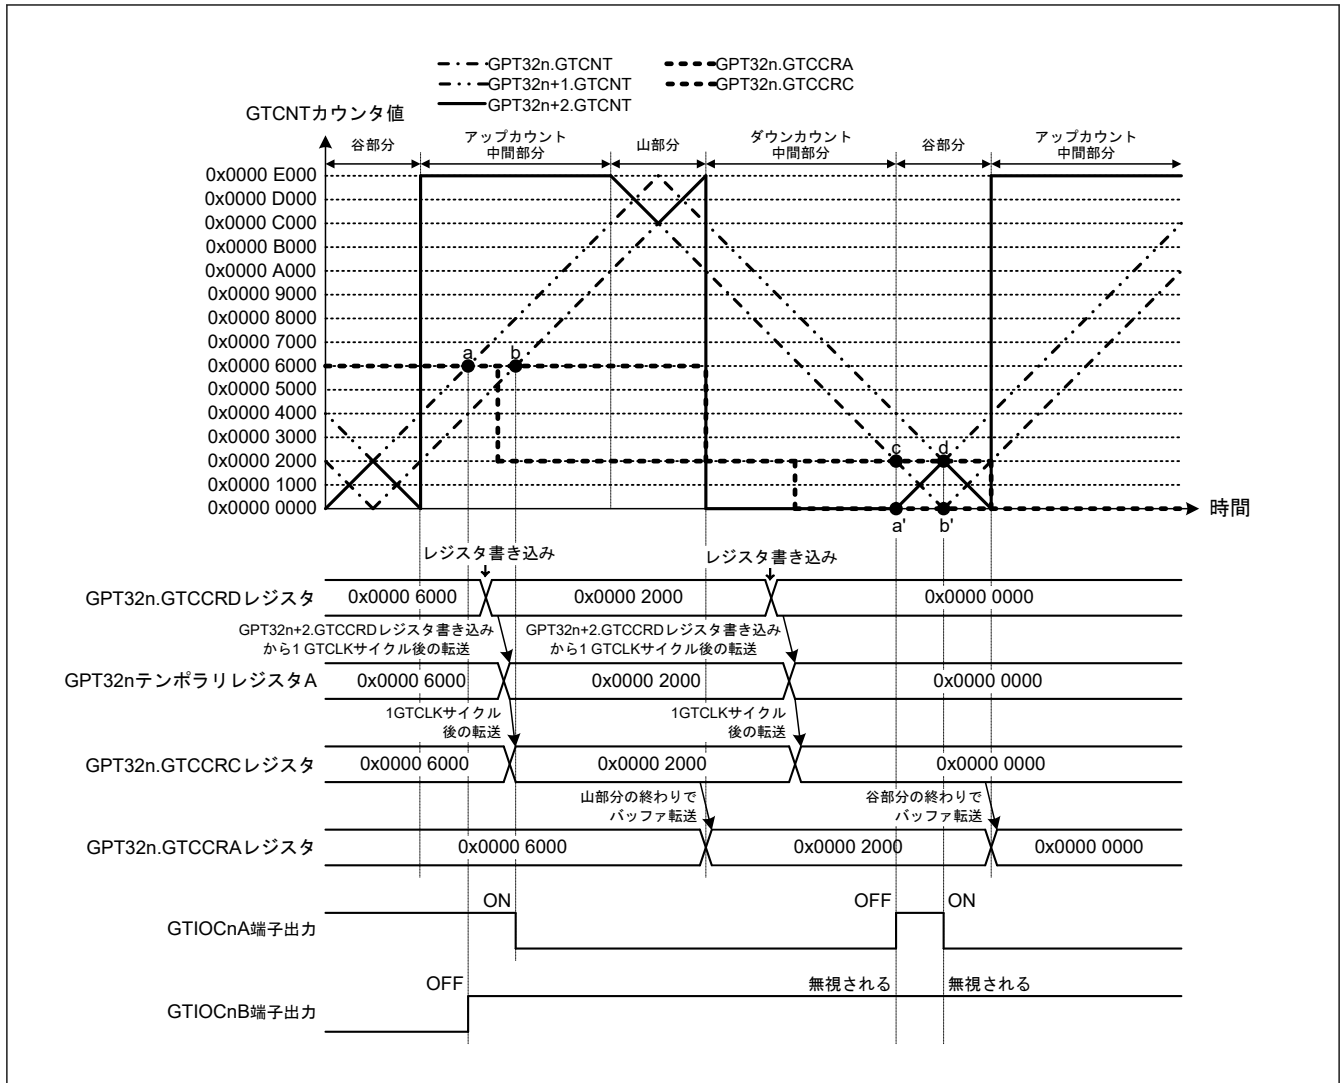 GPT32n.GTCNT
GPT32n.GTCCRA
GPT32n+1.GTCNT
GPT32n.GTCCRC
GPT32n+2.GTCNT
GTCNTカウンタ値
谷部分
アップカウント
中間部分
山部分
ダウンカウント
中間部分
谷部分
アップカウント
中間部分
0x0000 E000
0x0000 D000
0x0000 C000
0x0000 B000
0x0000 A000
0x0000 9000
0x0000 8000
0x0000 7000
0x0000 6000
0x0000 5000
0x0000 4000
0x0000 3000
0x0000 2000
0x0000 1000
0x0000 0000
a
b
c
d
a'
b'
時間
レジスタ書き込み
レジスタ書き込み
GPT32n.GTCCRDレジスタ
0x0000 6000
0x0000 2000
0x0000 0000
GPT32n+2.GTCCRDレジスタ書き込み
から1 GTCLKサイクル後の転送
GPT32n+2.GTCCRDレジスタ書き込み
から1 GTCLKサイクル後の転送
GPT32nテンポラリレジスタA
0x0000 6000
0x0000 2000
0x0000 0000
1GTCLKサイクル
後の転送
1GTCLKサイクル
後の転送
GPT32n.GTCCRCレジスタ
0x0000 6000
0x0000 2000
0x0000 0000
山部分の終わりで
バッファ転送
谷部分の終わりで
バッファ転送
GPT32n.GTCCRAレジスタ
0x0000 6000
0x0000 2000
0x0000 0000
GTIOCnA端子出力
ON
OFF
ON
GTIOCnB端子出力
OFF
無視される
無視される